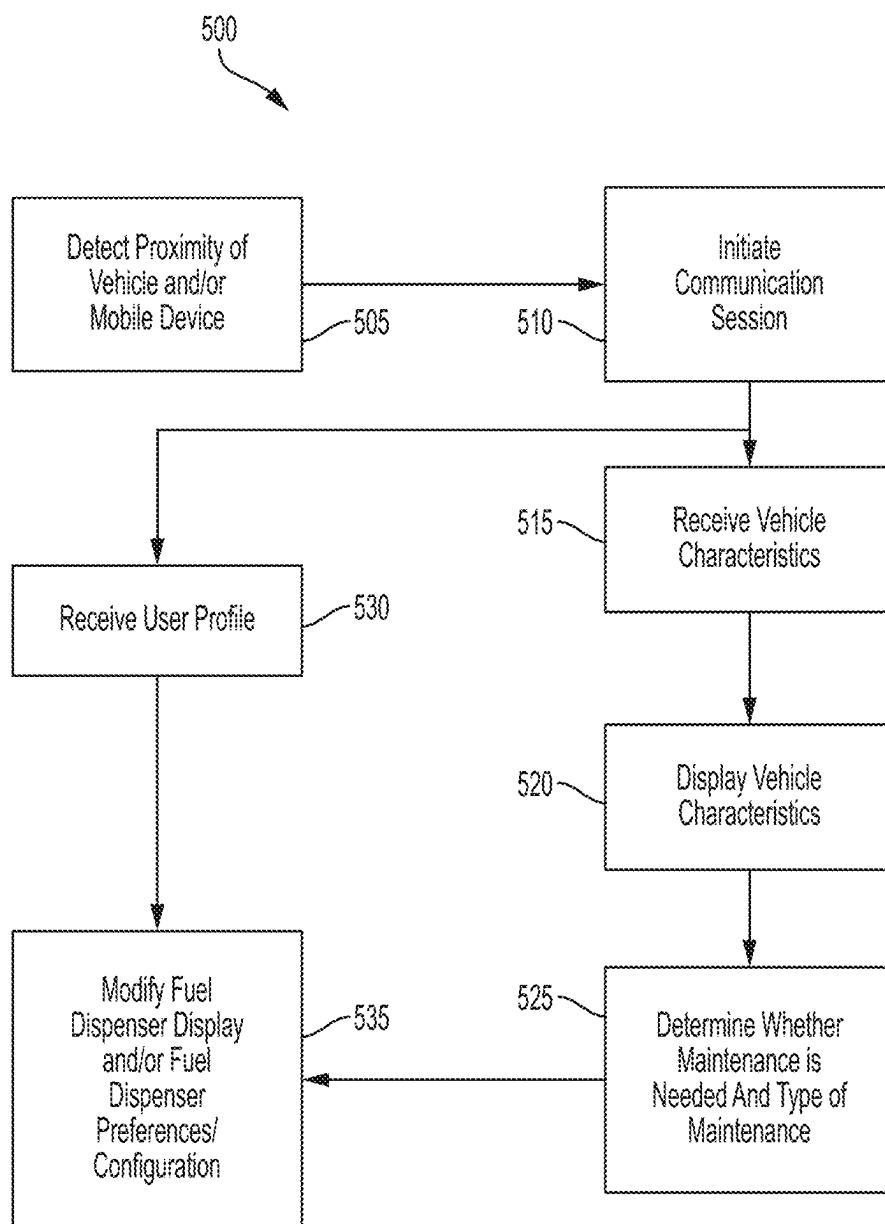 500
Detect Proximity of
Vehicle and/or
Mobile Device
505
Initiate
Communication
Session
510
515
Receive Vehicle
Characteristics
Receive User Profile
530
520
Display Vehicle
Characteristics
Modify Fuel
Dispenser Display
and/or Fuel
Dispenser
Preferences/
Configuration
535
525
Determine Whether
Maintenance is
Needed And Type of
Maintenance